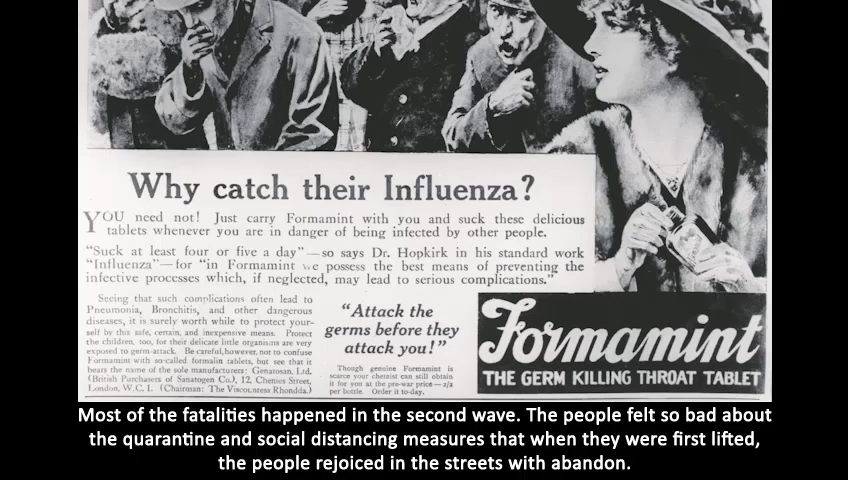 Why catch their Influenza?
YOU need not! Just carry Formamint with you and suck these delicious
tablets whenever you are in danger of being infected by other people.
“Suck at least four or five a day”—so says Dr. Hopkirk in his standard work
“Influenza”—for “in Formamint we possess the best means of preventing the
infective processes which, if neglected, may lead to serious complications.”
Seeing that such complications often lead to
Pneumonia, Bronchitis, and other dangerous
diseases, it is surely worth while to protect your-
self by this safe, certain, and inexpensive means. Protect
the children, too, for their delicate little organisms are very
exposed to germ-attack. Be careful, however, not to confuse
Formamint with so-called formalin tablets, but see that it
bears the name of the sole manufacturers: Genatosan, Ltd.
(British Purchasers of Sanatogen Co.), 12, Chenies Street,
London, W.C. 1. (Chairman: The Viscountess Rhondda.)
“Attack the
germs before they
attack you!”
Though genuine Formamint is
scarce your chemist can still obtain
it for you at the pre-war price—2/2
per bottle. Order it to-day.
Formamint
THE GERM KILLING THROAT TABLET
Most of the fatalities happened in the second wave. The people felt so bad about
the quarantine and social distancing measures that when they were first lifted,
the people rejoiced in the streets with abandon.